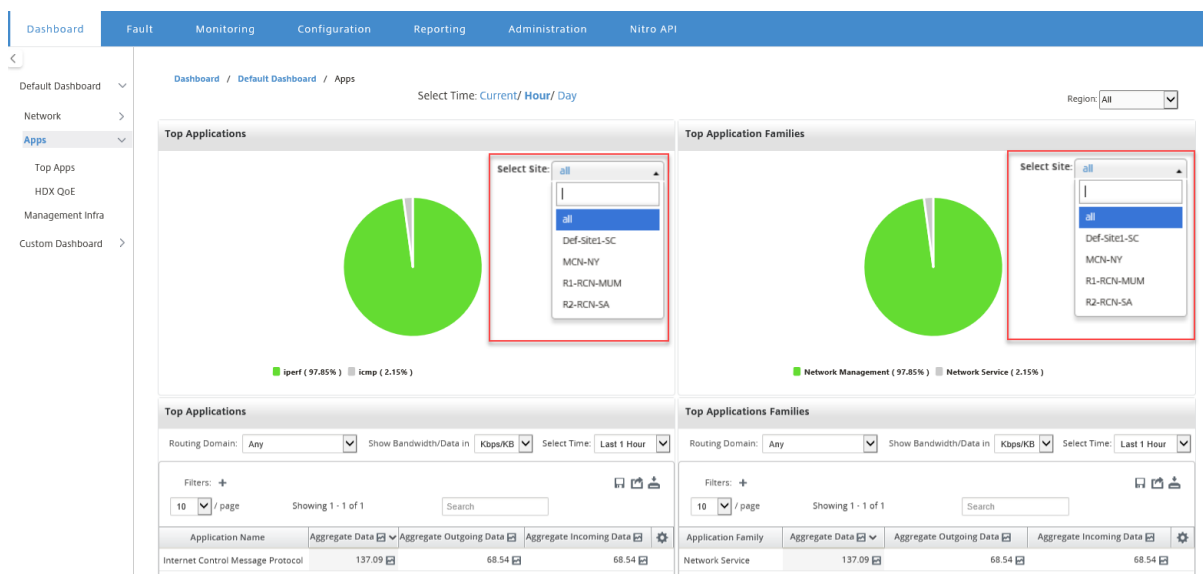 Dashboard Fault Monitoring Configuration Reporting Administration Nitro API
Default Dashboard
Network
Apps
Top Apps
HDX QoE
Management Infra
Custom Dashboard
Dashboard / Default Dashboard / Apps
Select Time: Current/ Hour/ Day
Region: All
Top Applications
Select Site: all
all
Def-Site1-SC
MCN-NY
R1-RCN-MUM
R2-RCN-SA
iperf ( 97.85% ) icmp ( 2.15% )
Top Application Families
Select Site: all
all
Def-Site1-SC
MCN-NY
R1-RCN-MUM
R2-RCN-SA
Network Management ( 97.85% ) Network Service ( 2.15% )
Top Applications
Routing Domain: Any Show Bandwidth/Data in Kbps/KB Select Time: Last 1 Hour
Filters: +
10 / page Showing 1 - 1 of 1 Search
Application Name Aggregate Data Aggregate Outgoing Data Aggregate Incoming Data
Internet Control Message Protocol 137.09 68.54 68.54
Top Applications Families
Routing Domain: Any Show Bandwidth/Data in Kbps/KB Select Time: Last 1 Hour
Filters: +
10 / page Showing 1 - 1 of 1 Search
Application Family Aggregate Data Aggregate Outgoing Data Aggregate Incoming Data
Network Service 137.09 68.54 68.54